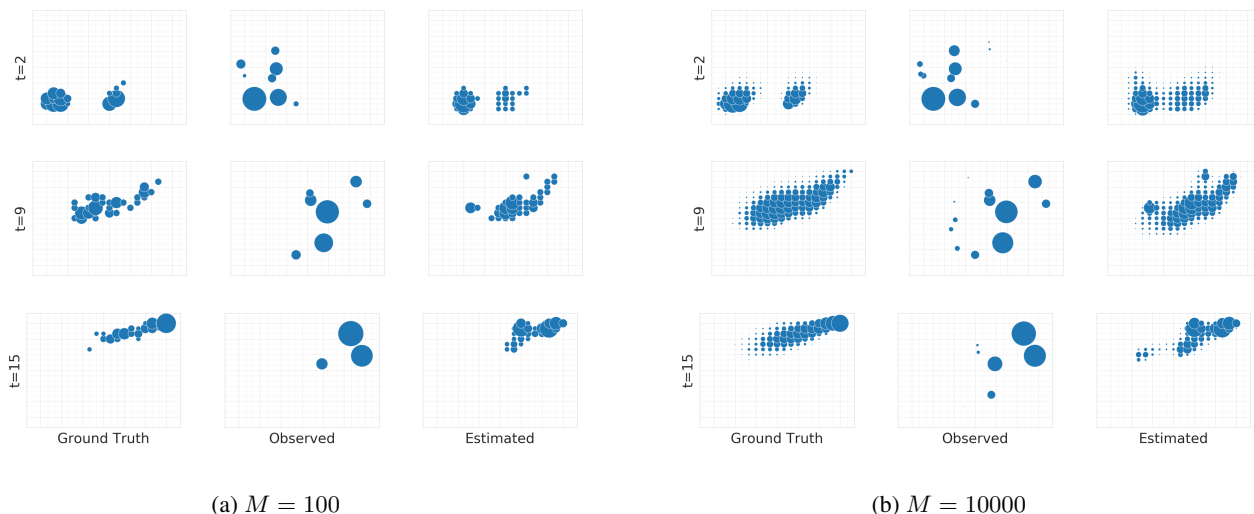 t=2
t=2
t=9
t=9
t=15
t=15
Ground Truth Observed Estimated
Ground Truth Observed Estimated
(a) M = 100
(b) M = 10000